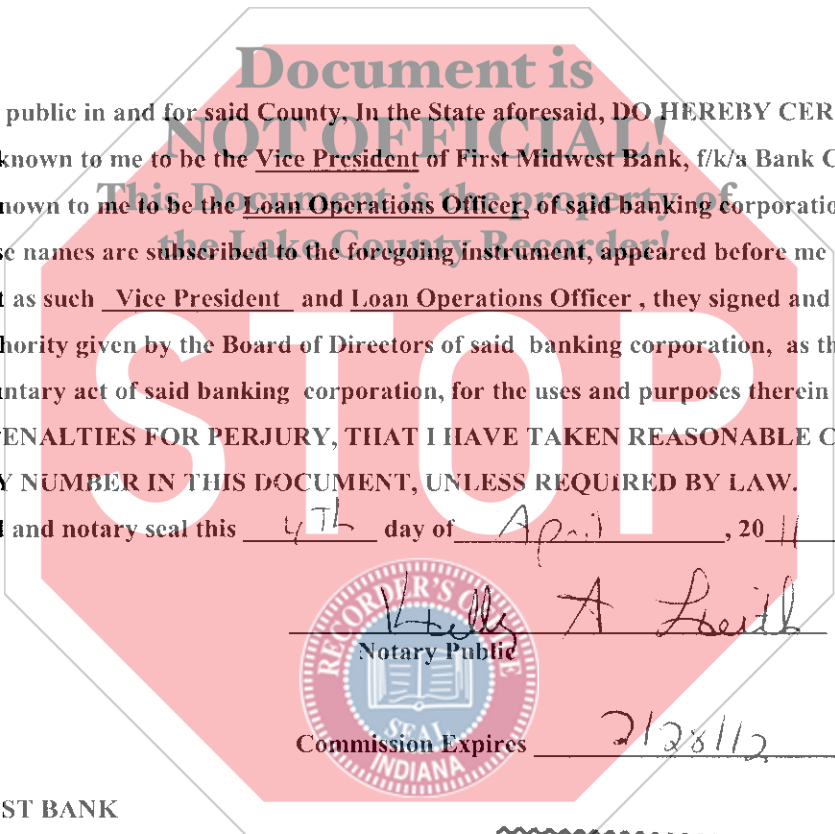 Document is
public in and for said County, In the State aforesaid, DO HEREBY CER
NOT OFFICIAL!
known to me to be the Vice President of First Midwest Bank, f/k/a Bank C
This Document is the property of
nown to me to be the Loan Operations Officer, of said banking corporatio
the Lake County Recorder!
se names are subscribed to the foregoing instrument, appeared before me
t as such Vice President and Loan Operations Officer , they signed and
hority given by the Board of Directors of said banking corporation, as th
untary act of said banking corporation, for the uses and purposes therein
STOP
PENALTIES FOR PERJURY, THAT I HAVE TAKEN REASONABLE C
Y NUMBER IN THIS DOCUMENT, UNLESS REQUIRED BY LAW.
d and notary seal this 4Th day of April , 20 11
RECORDER'S OFFICE
Kelly A
Notary Public
SEAL
Commission Expires 2/28/12
INDIANA
ST BANK